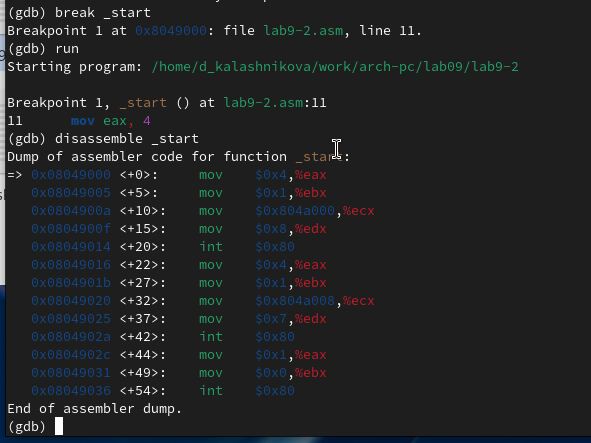 (gdb) break _start
Breakpoint 1 at 0x8049000: file lab9-2.asm, line 11.
(gdb) run
Starting program: /home/d_kalashnikova/work/arch-pc/lab09/lab9-2
Breakpoint 1, _start () at lab9-2.asm:11
11 mov eax, 4
(gdb) disassemble _start
Dump of assembler code for function _start:
=> 0x08049000 <+0>: mov $0x4,%eax
0x08049005 <+5>: mov $0x1,%ebx
0x0804900a <+10>: mov $0x804a000,%ecx
0x0804900f <+15>: mov $0x8,%edx
0x08049014 <+20>: int $0x80
0x08049016 <+22>: mov $0x4,%eax
0x0804901b <+27>: mov $0x1,%ebx
0x08049020 <+32>: mov $0x804a008,%ecx
0x08049025 <+37>: mov $0x7,%edx
0x0804902a <+42>: int $0x80
0x0804902c <+44>: mov $0x1,%eax
0x08049031 <+49>: mov $0x0,%ebx
0x08049036 <+54>: int $0x80
End of assembler dump.
(gdb)